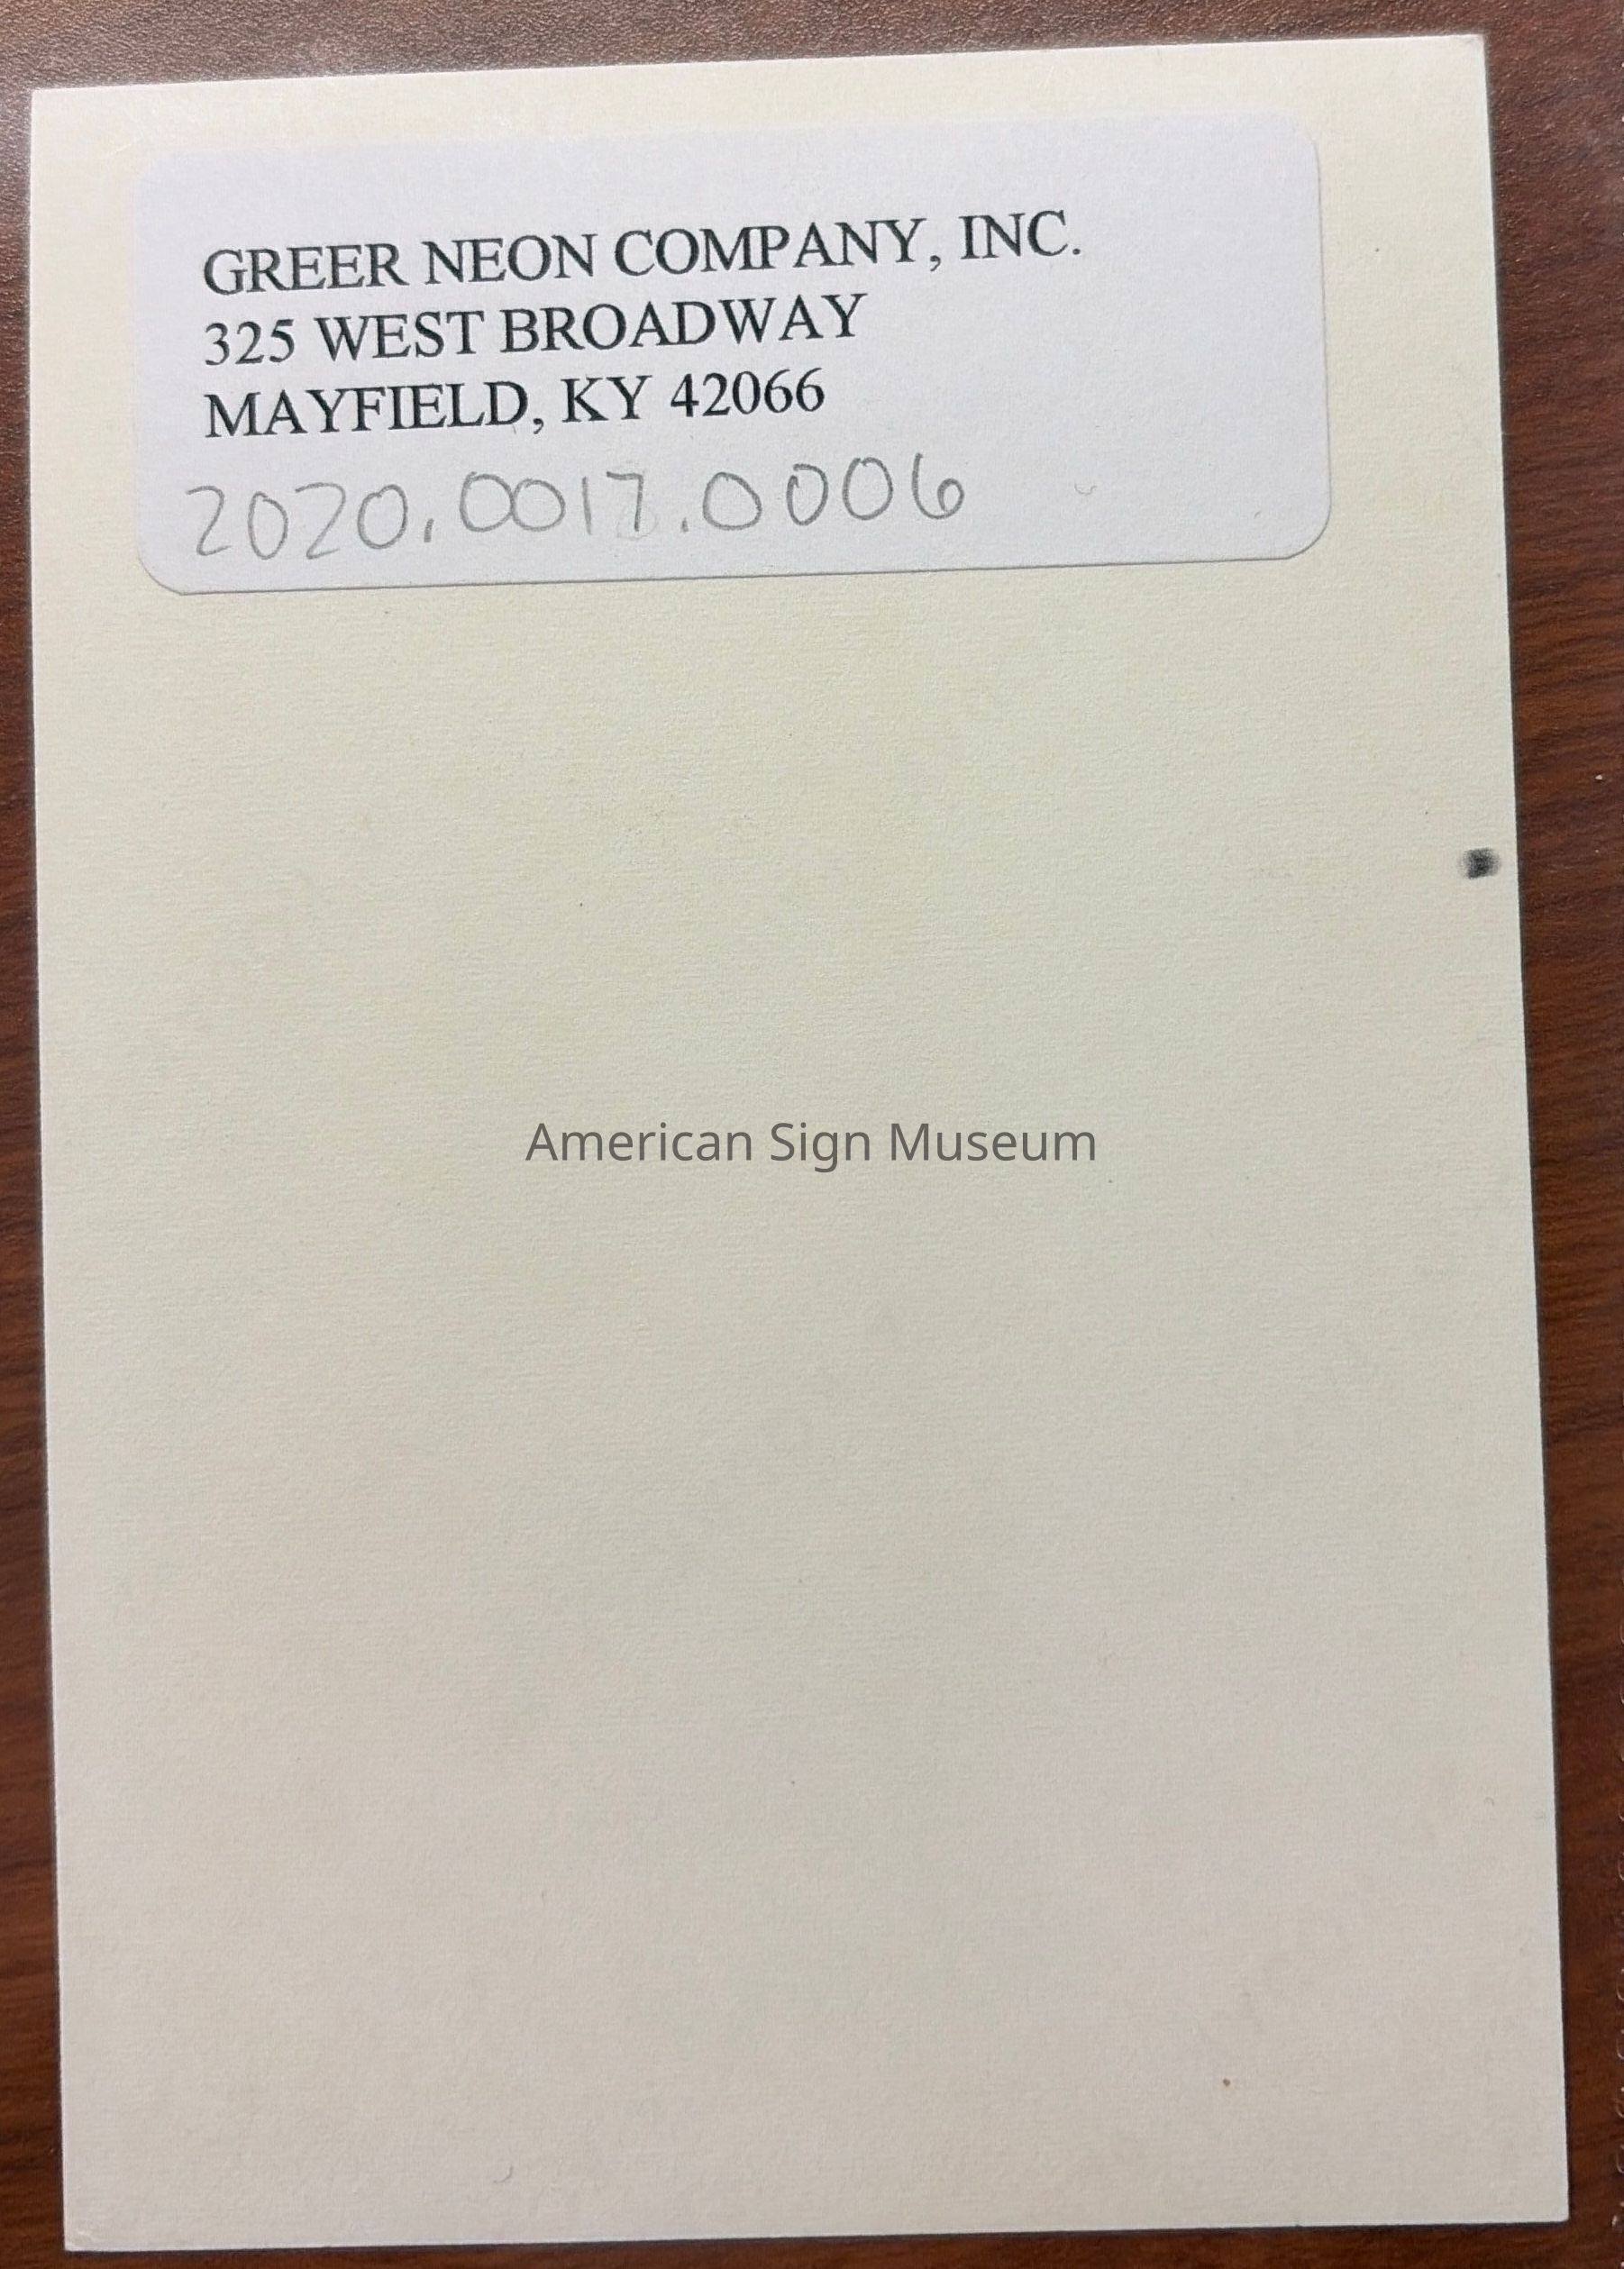 GREER NEON COMPANY, INC.
325 WEST BROADWAY
MAYFIELD, KY 42066
2020.0017.0006
American Sign Museum